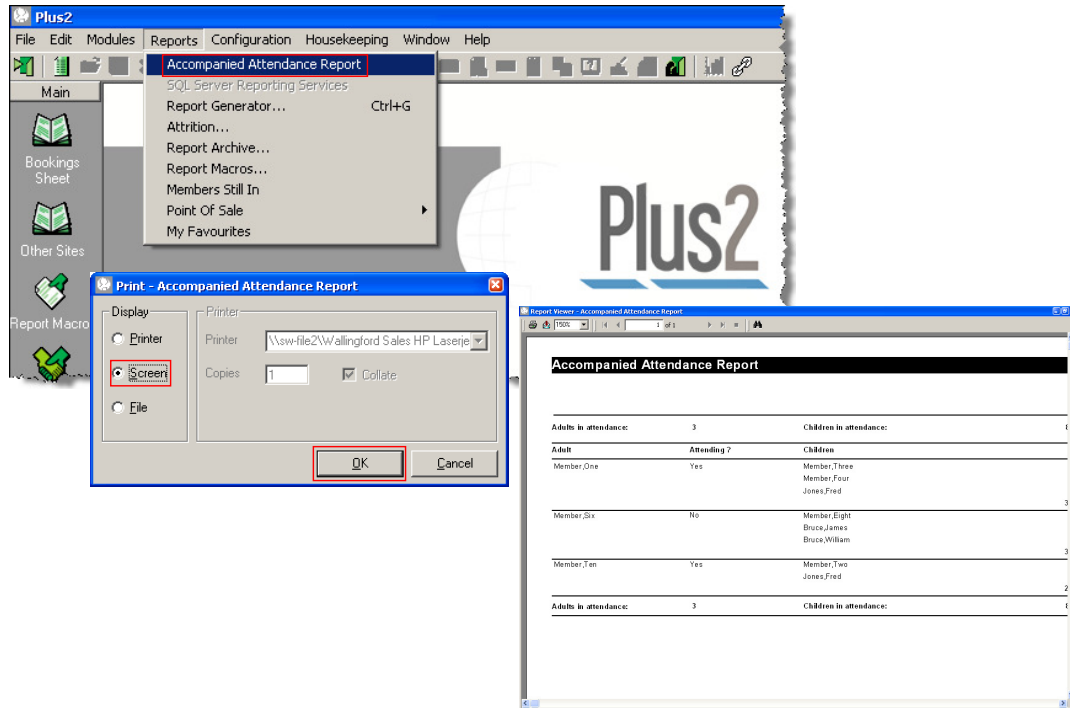 Plus2
File Edit Modules Reports Configuration Housekeeping Window Help
Main
Accompanied Attendance Report
SQL Server Reporting Services
Report Generator... Ctrl+G
Attrition...
Report Archive...
Report Macros...
Members Still In
Point Of Sale
My Favourites
Bookings
Sheet
Other Sites
Report Macro
Plus2
Print - Accompanied Attendance Report
Display
Printer
Screen
File
Printer
Printer \\sw-file2\Wallingford Sales HP Laserje
Copies 1 Collate
OK Cancel
Report Viewer - Accompanied Attendance Report
150% 1 of 1
Accompanied Attendance Report
Adults in attendance: 3 Children in attendance:
Adult Attending ? Children
Member,One Yes Member,Three
Member,Four
Jones,Fred
3
Member,Six No Member,Eight
Bruce,James
Bruce,William
3
Member,Ten Yes Member,Two
Jones,Fred
2
Adults in attendance: 3 Children in attendance: